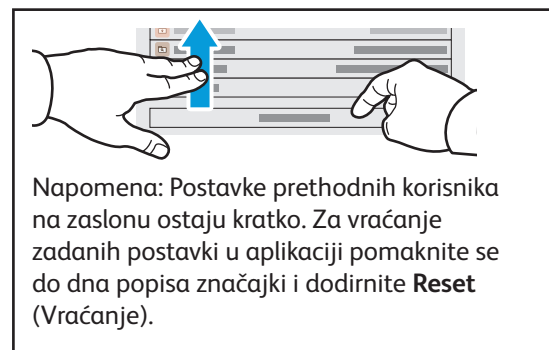 Napomena: Postavke prethodnih korisnika
na zaslonu ostaju kratko. Za vraćanje
zadanih postavki u aplikaciji pomaknite se
do dna popisa značajki i dodirnite Reset
(Vraćanje).